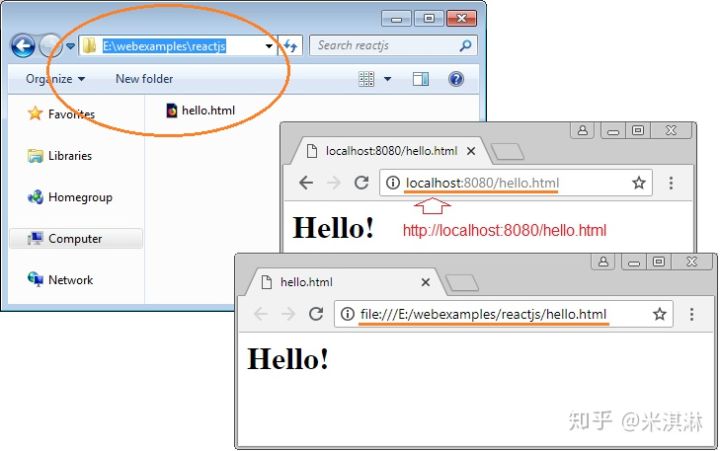 E:\webexamples\reactjs
Search reactjs
Organize
New folder
Favorites
hello.html
Libraries
Homegroup
Computer
Network
localhost:8080/hello.html
localhost:8080/hello.html
Hello!
http://localhost:8080/hello.html
hello.html
file:///E:/webexamples/reactjs/hello.html
Hello!
知乎 @米淇淋